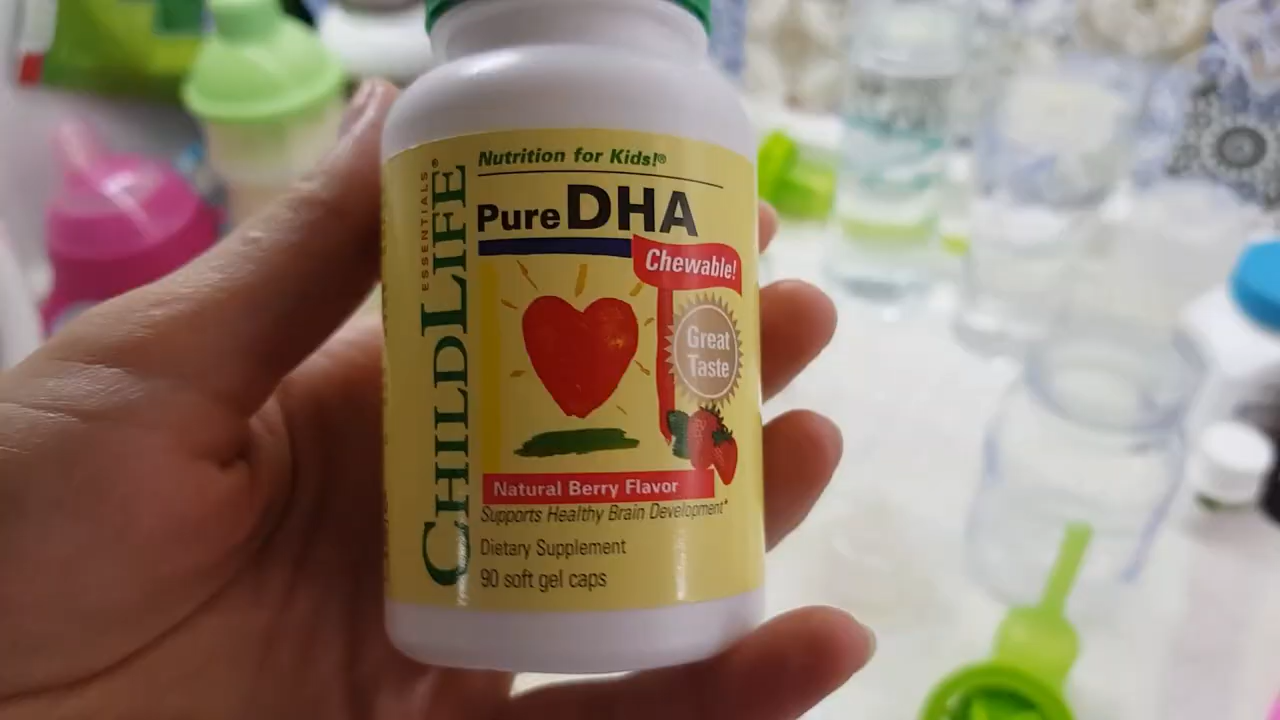 Nutrition for Kids!®
CHILDLIFE®
ESSENTIALS
Pure DHA
Chewable!
Great
Taste
Natural Berry Flavor
Supports Healthy Brain Development*
Dietary Supplement
90 soft gel caps